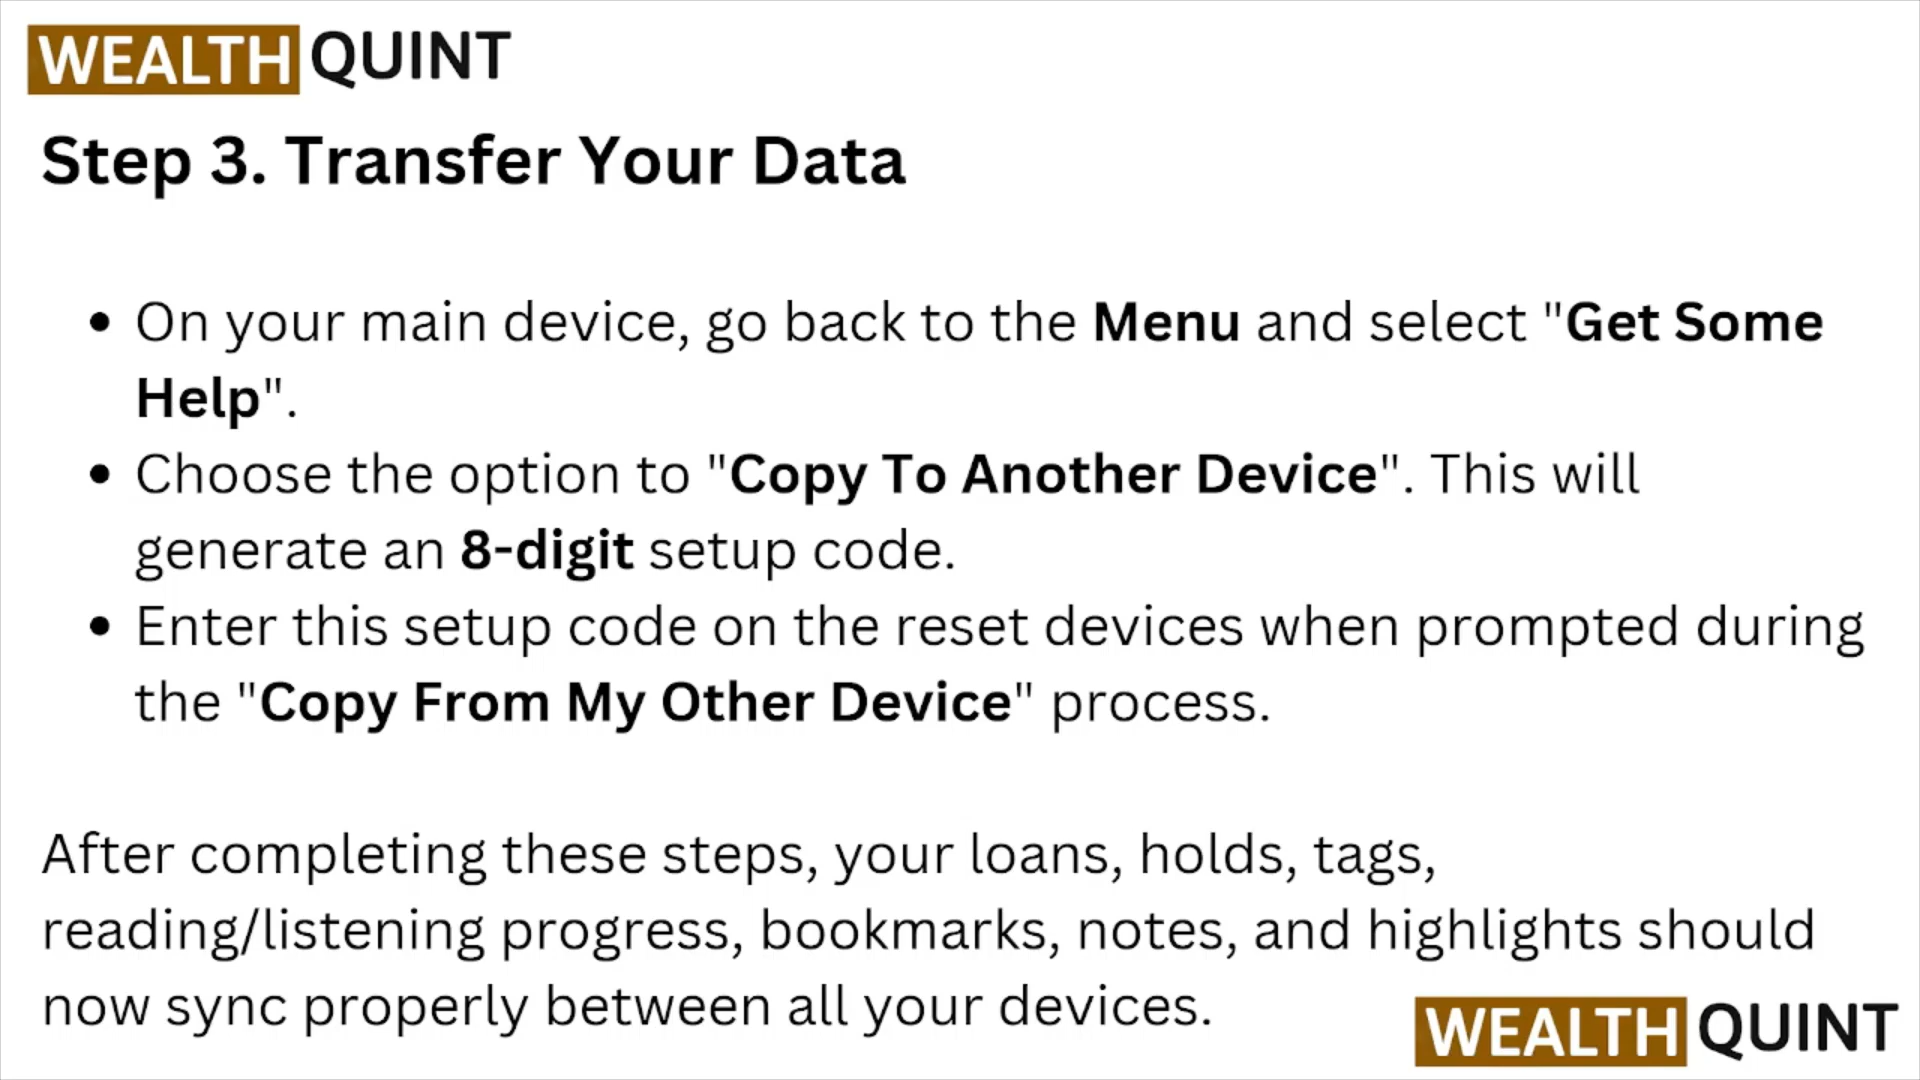 WEALTH QUINT
Step 3. Transfer Your Data
• On your main device, go back to the Menu and select "Get Some
Help".
• Choose the option to "Copy To Another Device". This will
generate an 8-digit setup code.
• Enter this setup code on the reset devices when prompted during
the "Copy From My Other Device" process.
After completing these steps, your loans, holds, tags,
reading/listening progress, bookmarks, notes, and highlights should
now sync properly between all your devices.
WEALTH QUINT